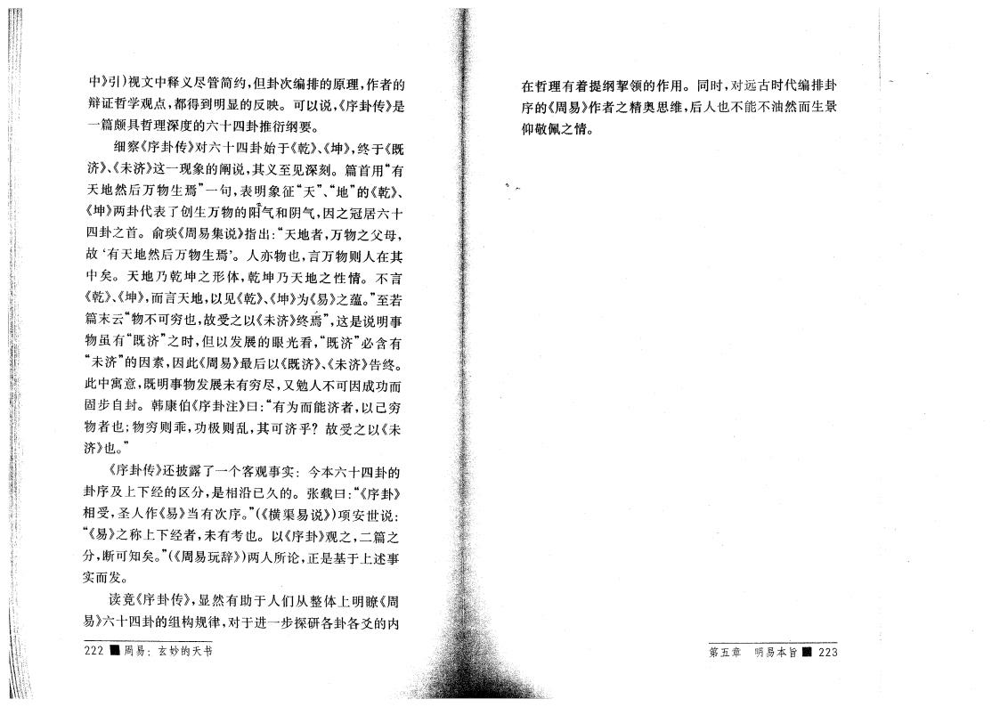 中》引)视文中释义尽管简约,但卦次编排的原理,作者的
辩证哲学观点,都得到明显的反映。可以说,《序卦传》是
一篇颇具哲理深度的六十四卦推衍纲要。
细察《序卦传》对六十四卦始于《乾》、《坤》,终于《既
济》、《未济》这一现象的阐说,其义至见深刻。篇首用“有
天地然后万物生焉”一句,表明象征“天”、“地”的《乾》、
《坤》两卦代表了创生万物的阳气和阴气,因之冠居六十
四卦之首。俞琰《周易集说》指出:“天地者,万物之父母,
故‘有天地然后万物生焉’。人亦物也,言万物则人在其
中矣。天地乃乾坤之形体,乾坤乃天地之性情。不言
《乾》、《坤》,而言天地,以见《乾》、《坤》为《易》之蕴。”至若
篇末云“物不可穷也,故受之以《未济》终焉”,这是说明事
物虽有“既济”之时,但以发展的眼光看,“既济”必含有
“未济”的因素,因此《周易》最后以《既济》、《未济》告终。
此中寓意,既明事物发展未有穷尽,又勉人不可因成功而
固步自封。韩康伯《序卦注》曰:“有为而能济者,以己穷
物者也;物穷则乖,功极则乱,其可济乎?故受之以《未
济》也。”
《序卦传》还披露了一个客观事实:今本六十四卦的
卦序及上下经的区分,是相沿已久的。张载曰:“《序卦》
相受,圣人作《易》当有次序。”(《横渠易说》)项安世说:
“《易》之称上下经者,未有考也。以《序卦》观之,二篇之
分,断可知矣。”(《周易玩辞》)两人所论,正是基于上述事
实而发。
读竟《序卦传》,显然有助于人们从整体上明瞭《周
易》六十四卦的组构规律,对于进一步探研各卦各爻的内
222 ■ 周易:玄妙的天书
在哲理有着提纲挈领的作用。同时,对远古时代编排卦
序的《周易》作者之精奥思维,后人也不能不油然而生景
仰敬佩之情。
第五章 明易本旨 ■ 223